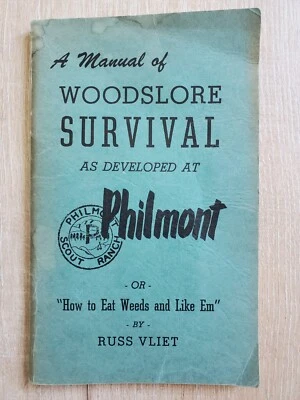 A Manual of
WOODSLORE
SURVIVAL
AS DEVELOPED AT
Philmont
PHILMONT
SCOUT RANCH
- OR -
"How to Eat Weeds and Like Em"
- BY -
RUSS VLIET